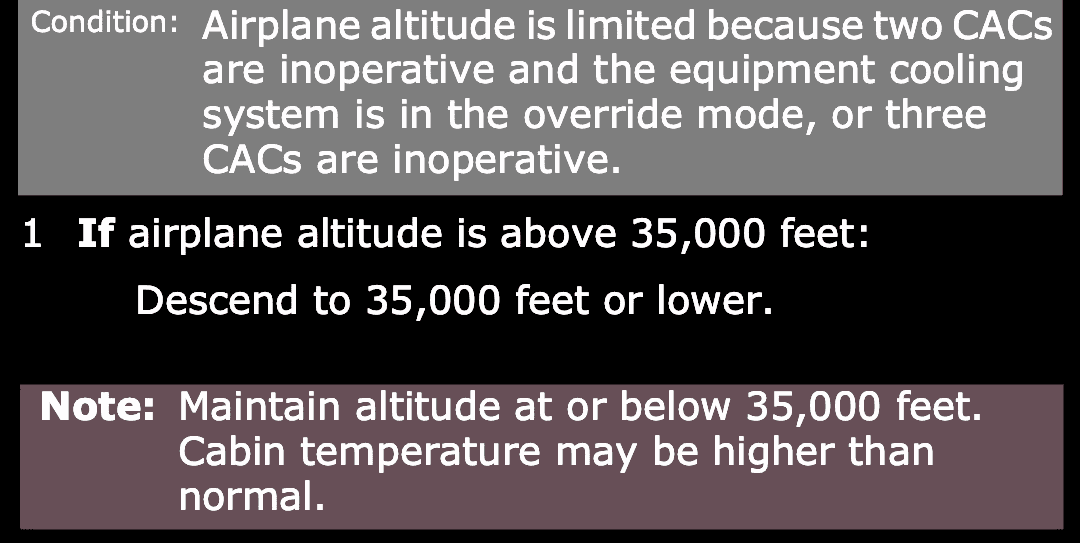 Condition: Airplane altitude is limited because two CACs
are inoperative and the equipment cooling
system is in the override mode, or three
CACs are inoperative.
1 If airplane altitude is above 35,000 feet:
Descend to 35,000 feet or lower.
Note: Maintain altitude at or below 35,000 feet.
Cabin temperature may be higher than
normal.